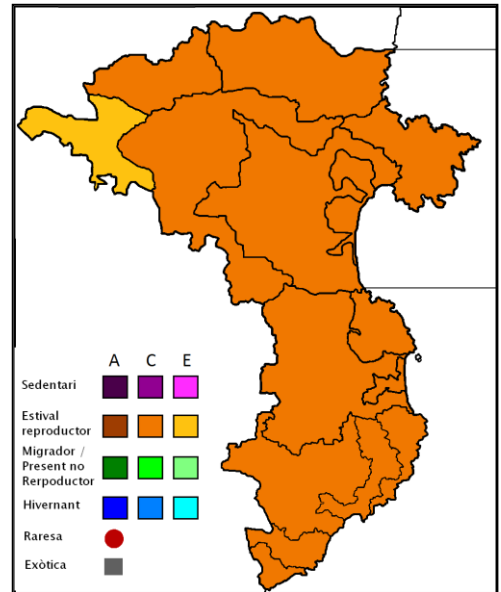 A C E
Sedentari
Estival
reproductor
Migrador /
Present no
Rerpoductor
Hivernant
Raresa
Exòtica